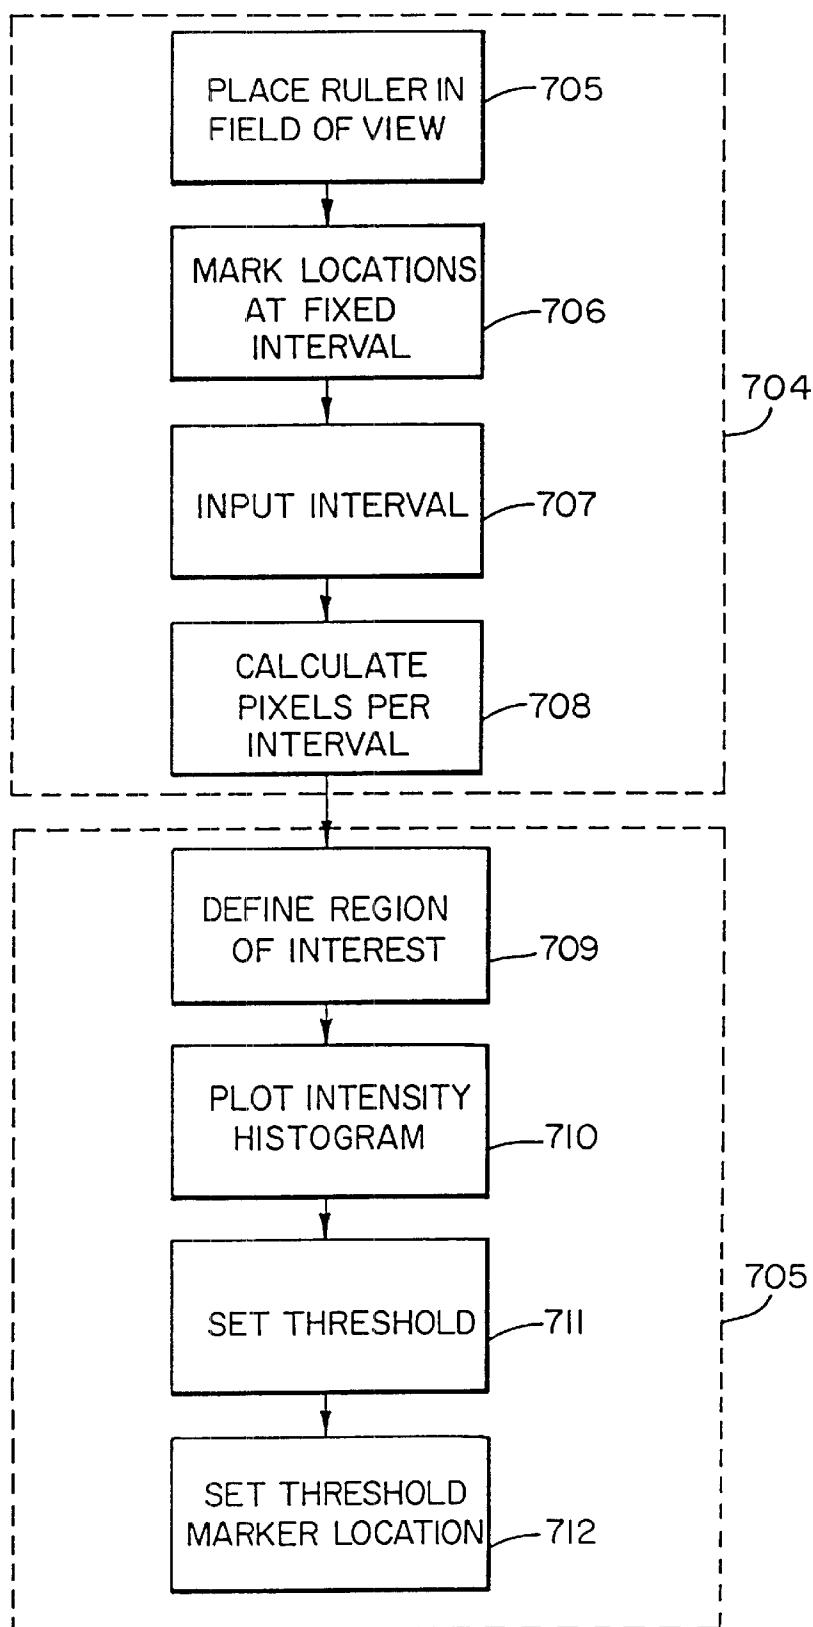 PLACE RULER IN
FIELD OF VIEW
705
MARK LOCATIONS
AT FIXED
INTERVAL
706
704
INPUT INTERVAL
707
CALCULATE
PIXELS PER
INTERVAL
708
DEFINE REGION
OF INTEREST
709
PLOT INTENSITY
HISTOGRAM
710
705
SET THRESHOLD
711
SET THRESHOLD
MARKER LOCATION
712